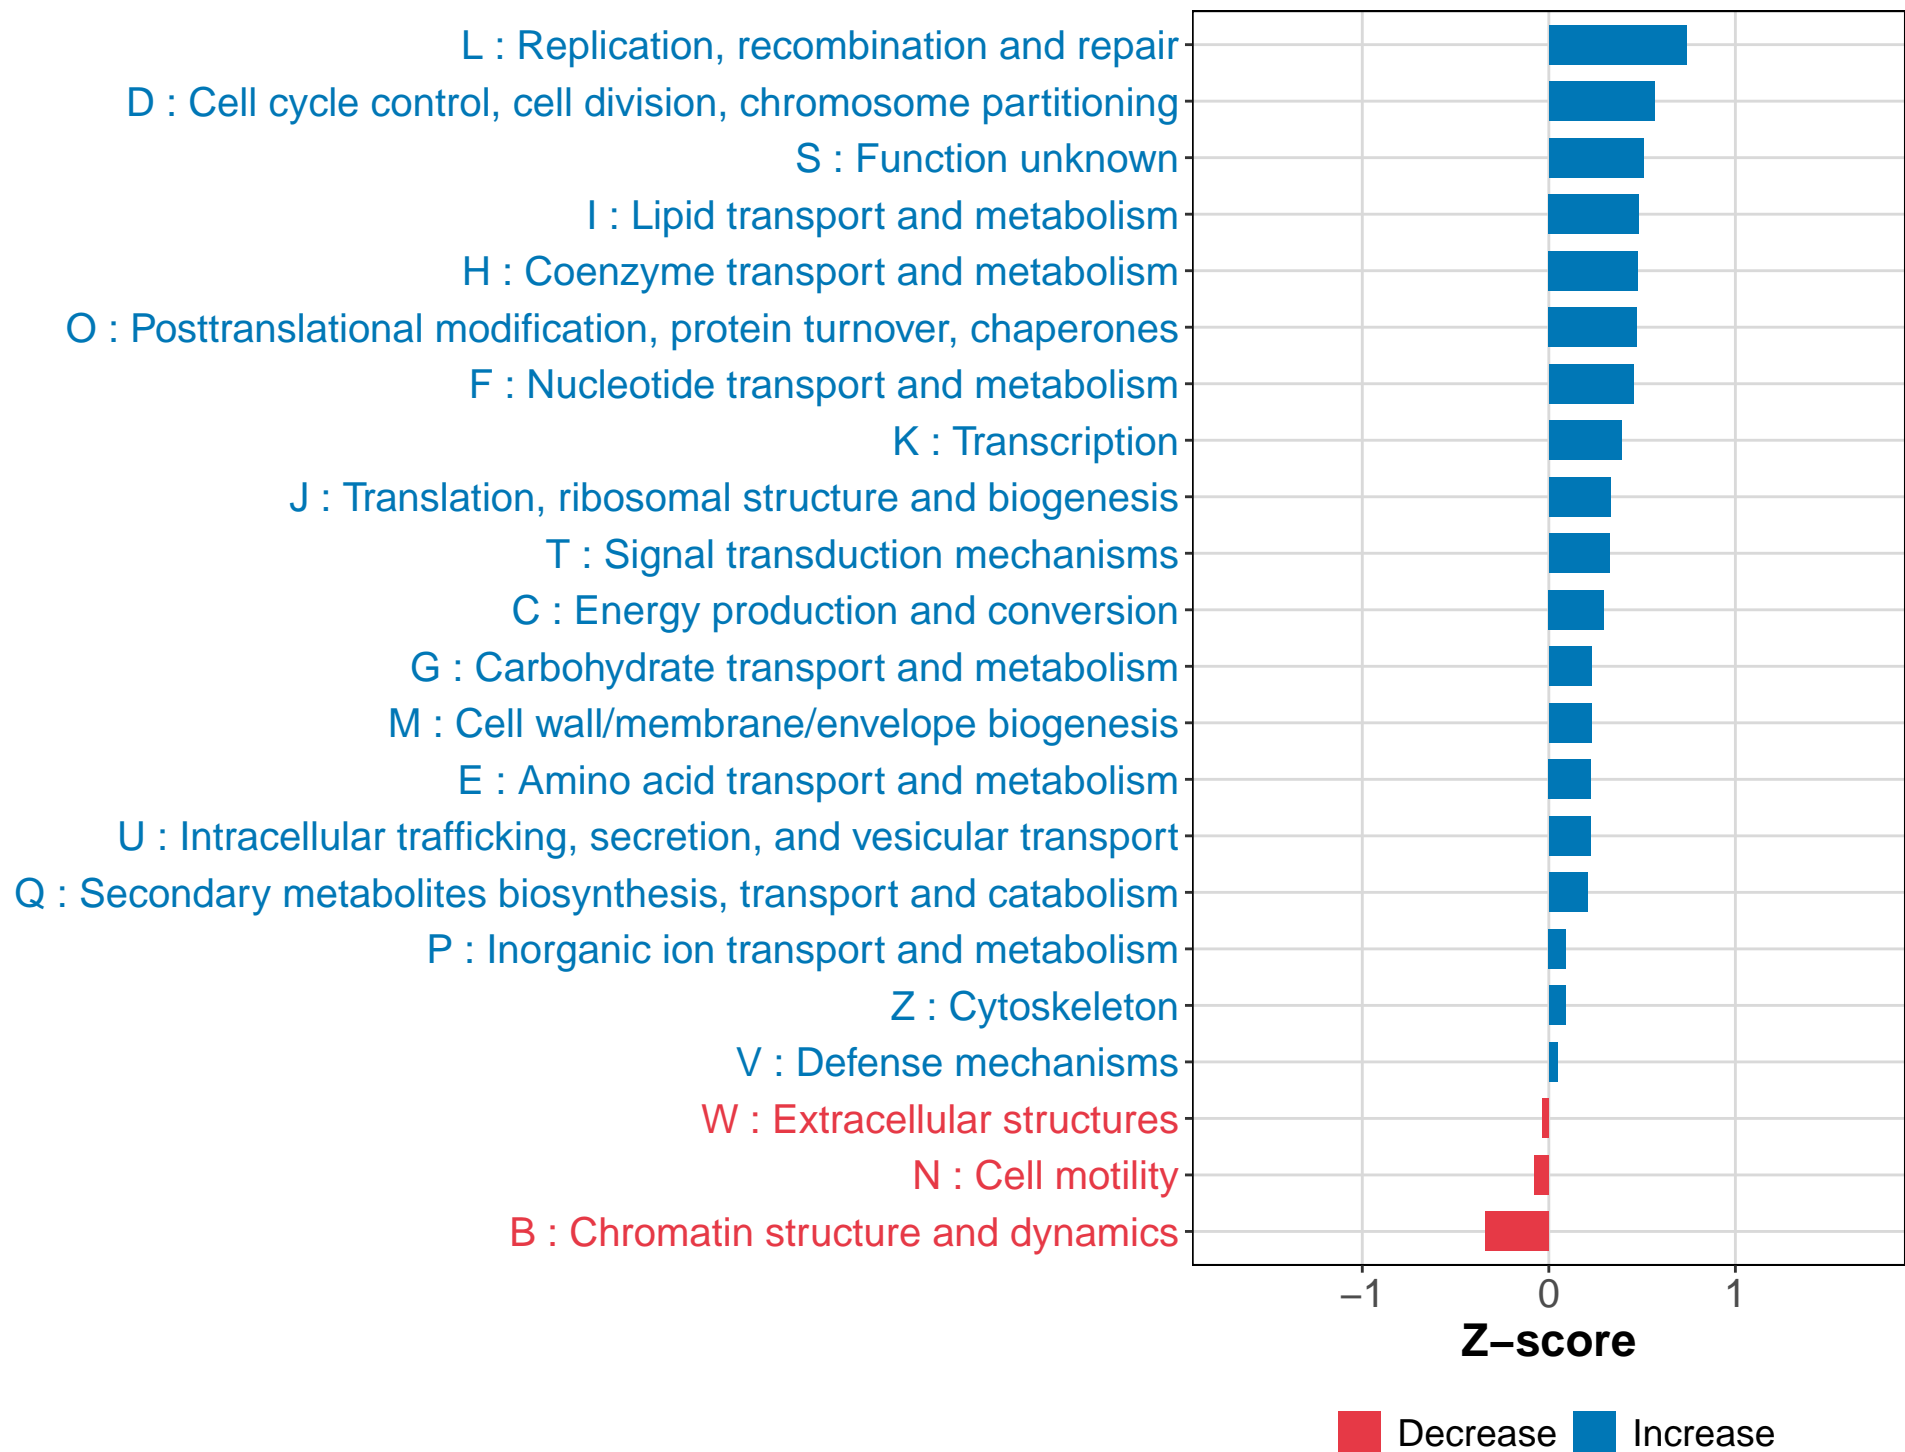 L : Replication, recombination and repair
D : Cell cycle control, cell division, chromosome partitioning
S : Function unknown
I : Lipid transport and metabolism
H : Coenzyme transport and metabolism
O : Posttranslational modification, protein turnover, chaperones
F : Nucleotide transport and metabolism
K : Transcription
J : Translation, ribosomal structure and biogenesis
T : Signal transduction mechanisms
C : Energy production and conversion
G : Carbohydrate transport and metabolism
M : Cell wall/membrane/envelope biogenesis
E : Amino acid transport and metabolism
U : Intracellular trafficking, secretion, and vesicular transport
Q : Secondary metabolites biosynthesis, transport and catabolism
P : Inorganic ion transport and metabolism
Z : Cytoskeleton
V : Defense mechanisms
W : Extracellular structures
N : Cell motility
B : Chromatin structure and dynamics
−1 0 1
Z−score
Decrease Increase